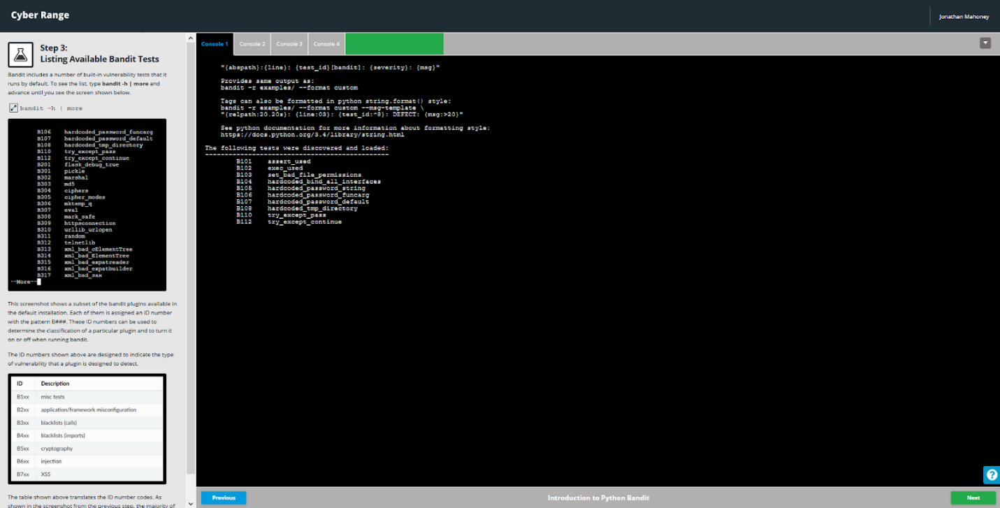 Cyber Range
Jonathan Mahoney
Step 3:
Listing Available Bandit Tests
Bandit includes a number of built-in vulnerability tests that it
runs by default. To see the list, type bandit -h | more and
advance until you see the screen shown below.
bandit -h | more
B106 hardcoded_password_funcarg
B107 hardcoded_password_default
B108 hardcoded_tmp_directory
B110 try_except_pass
B112 try_except_continue
B201 flask_debug_true
B301 pickle
B302 marshal
B303 md5
B304 ciphers
B305 cipher_modes
B306 mktemp_q
B307 eval
B308 mark_safe
B309 httpsconnection
B310 urllib_urlopen
B311 random
B312 telnetlib
B313 xml_bad_cElementTree
B314 xml_bad_ElementTree
B315 xml_bad_expatreader
B316 xml_bad_expatbuilder
B317 xml_bad_sax
--More--
This screenshot shows a subset of the bandit plugins available in
the default installation. Each of them is assigned an ID number
with the pattern B###. These ID numbers can be used to
determine the classification of a particular plugin and to turn it
on or off when running bandit.
The ID numbers shown above are designed to indicate the type
of vulnerability that a plugin is designed to detect.
ID Description
B1xx misc tests
B2xx application/framework misconfiguration
B3xx blacklists (calls)
B4xx blacklists (imports)
B5xx cryptography
B6xx injection
B7xx XSS
The table shown above translates the ID number codes. As
shown in the screenshot from the previous step, the majority of
Console 1 Console 2 Console 3 Console 4
"{abspath}:{line}: {test_id}[bandit]: {severity}: {msg}"
Provides same output as:
bandit -r examples/ --format custom
Tags can also be formatted in python string.format() style:
bandit -r examples/ --format custom --msg-template \
"{relpath:20.20s}: {line:03}: {test_id:^8}: DEFECT: {msg:>20}"
See python documentation for more information about formatting style:
https://docs.python.org/3.4/library/string.html
The following tests were discovered and loaded:
-----------------------------------------------
B101 assert_used
B102 exec_used
B103 set_bad_file_permissions
B104 hardcoded_bind_all_interfaces
B105 hardcoded_password_string
B106 hardcoded_password_funcarg
B107 hardcoded_password_default
B108 hardcoded_tmp_directory
B110 try_except_pass
B112 try_except_continue
?
Previous
Introduction to Python Bandit
Next